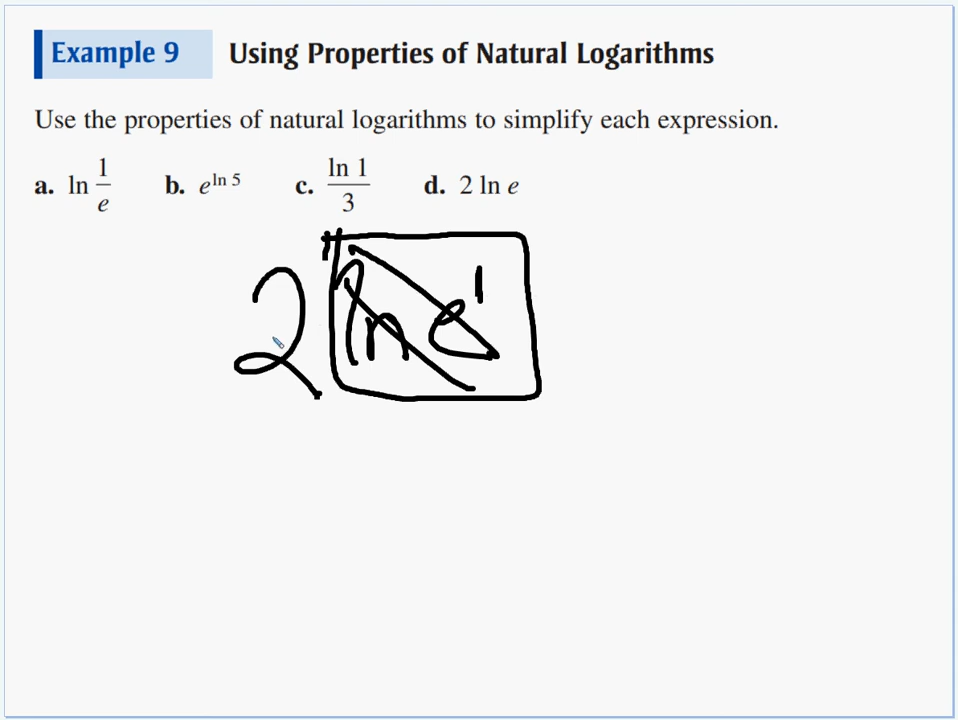 Example 9 Using Properties of Natural Logarithms
Use the properties of natural logarithms to simplify each expression.
a. ln 1/e b. e^ln 5 c. ln 1/3 d. 2 ln e
2 ln e^1